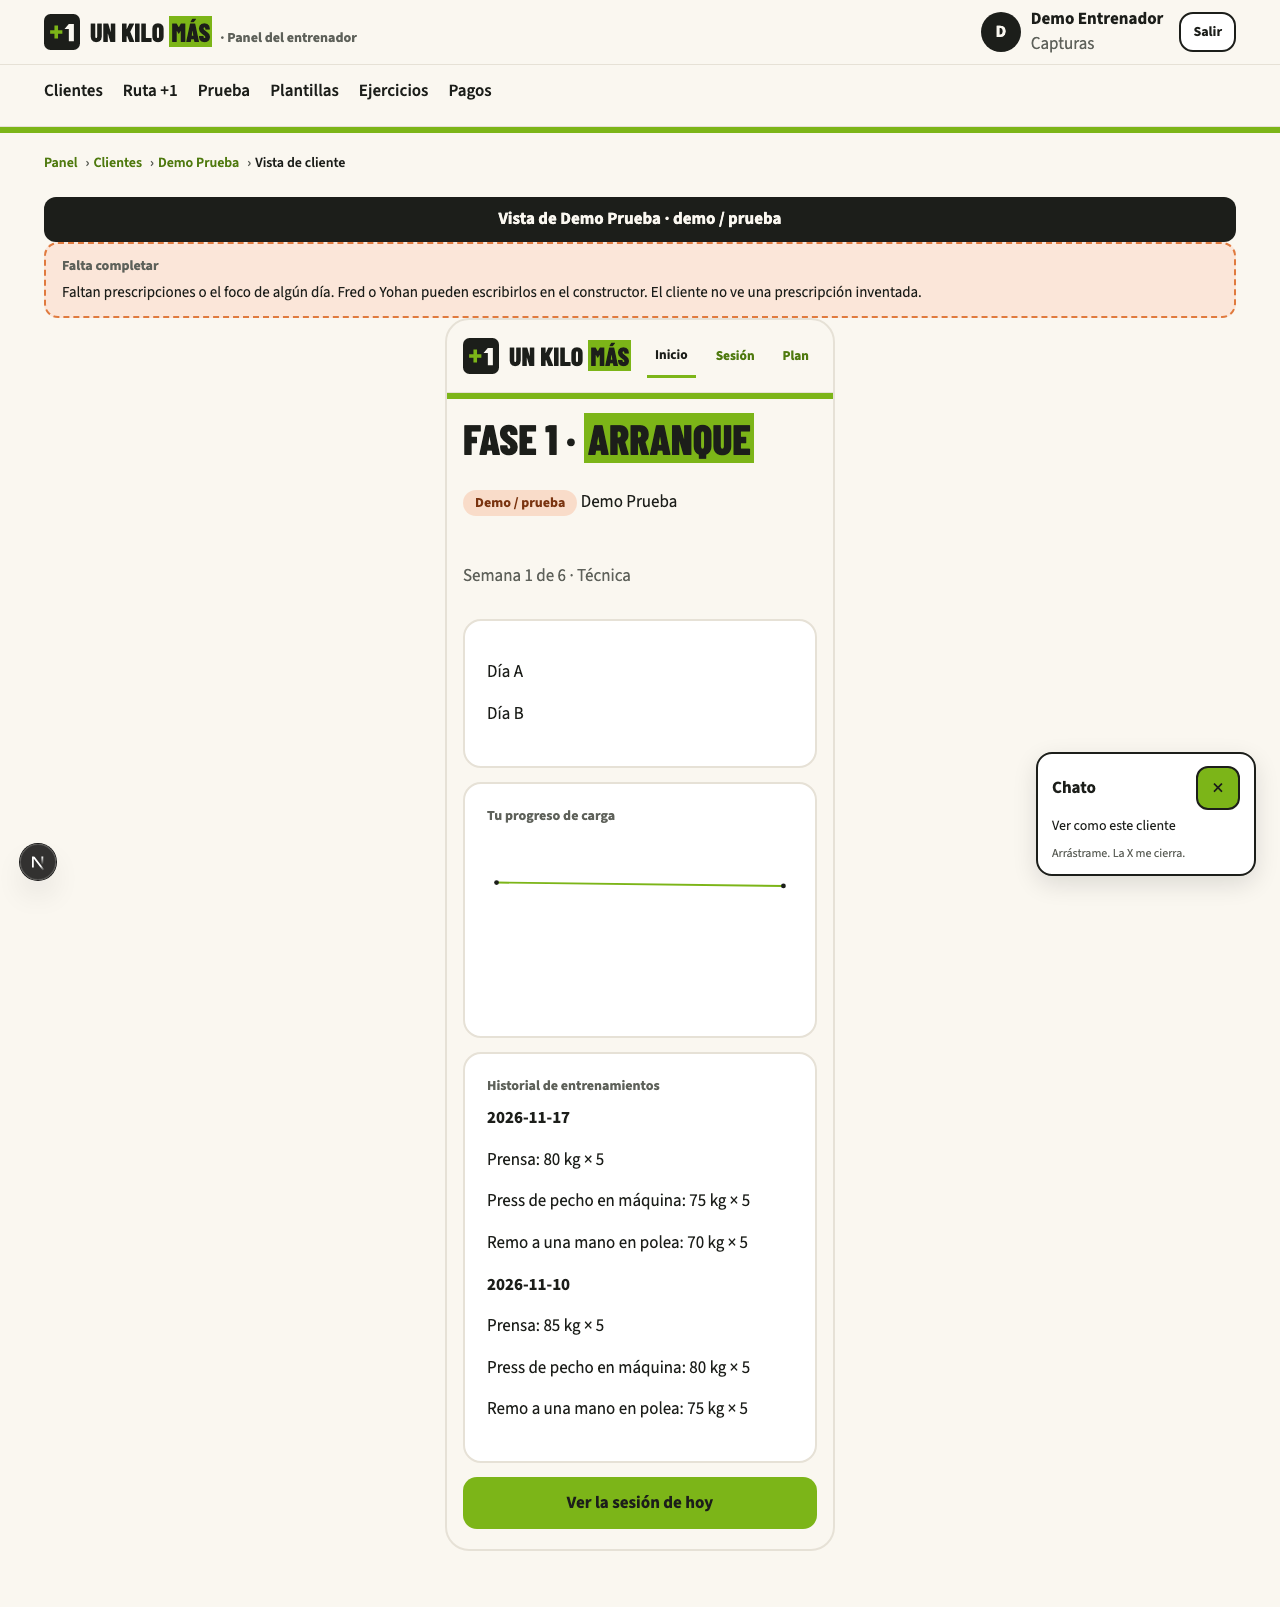 +1 UN KILO MÁS · Panel del entrenador
D Demo Entrenador
Capturas
Salir
Clientes Ruta +1 Prueba Plantillas Ejercicios Pagos
Panel › Clientes › Demo Prueba › Vista de cliente
Vista de Demo Prueba · demo / prueba
Falta completar
Faltan prescripciones o el foco de algún día. Fred o Yohan pueden escribirlos en el constructor. El cliente no ve una prescripción inventada.
+1 UN KILO MÁS Inicio Sesión Plan
FASE 1 · ARRANQUE
Demo / prueba Demo Prueba
Semana 1 de 6 · Técnica
Día A
Día B
Tu progreso de carga
Historial de entrenamientos
2026-11-17
Prensa: 80 kg × 5
Press de pecho en máquina: 75 kg × 5
Remo a una mano en polea: 70 kg × 5
2026-11-10
Prensa: 85 kg × 5
Press de pecho en máquina: 80 kg × 5
Remo a una mano en polea: 75 kg × 5
Ver la sesión de hoy
Chato ×
Ver como este cliente
Arrástrame. La X me cierra.
N